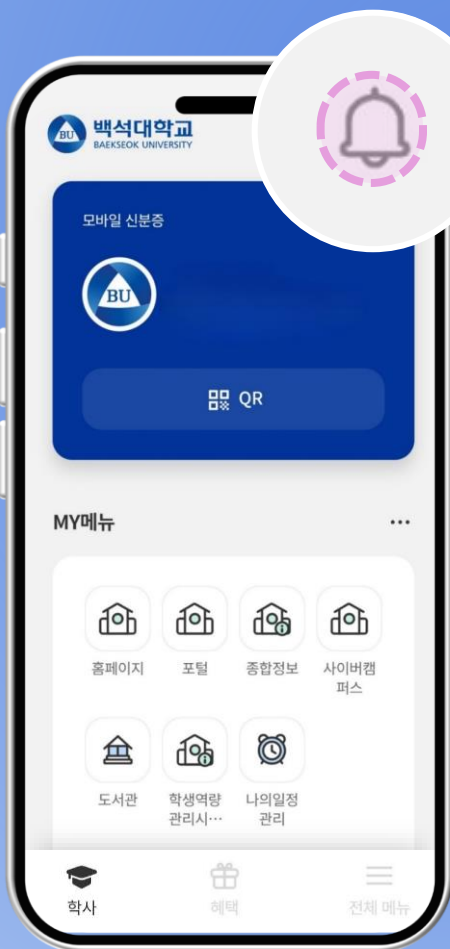 BU
백석대학교
BAEKSEOK UNIVERSITY
모바일 신분증
BU
QR
MY메뉴
홈페이지
포털
종합정보
사이버캠
퍼스
도서관
학생역량
관리시…
나의일정
관리
학사
혜택
전체 메뉴